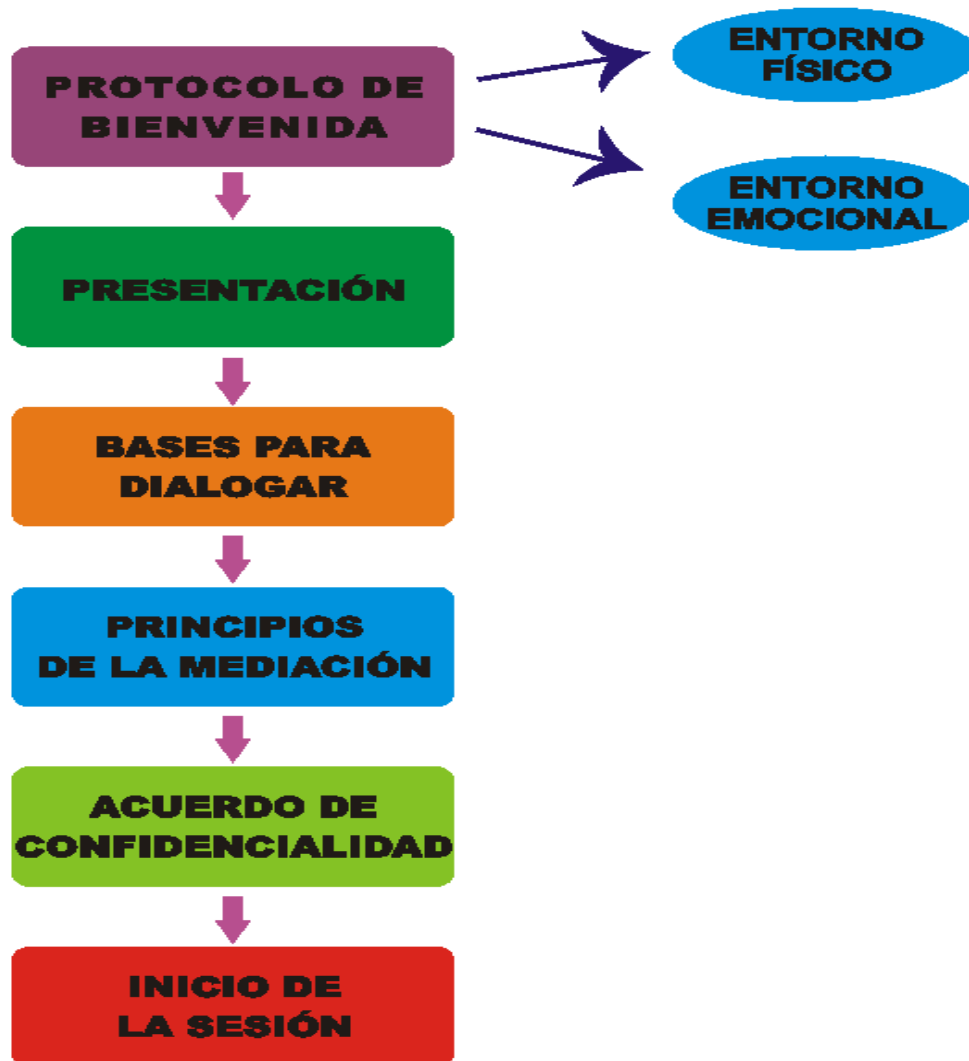 PROTOCOLO DE
BIENVENIDA
ENTORNO
FÍSICO
ENTORNO
EMOCIONAL
PRESENTACIÓN
BASES PARA
DIALOGAR
PRINCIPIOS
DE LA MEDIACIÓN
ACUERDO DE
CONFIDENCIALIDAD
INICIO DE
LA SESIÓN